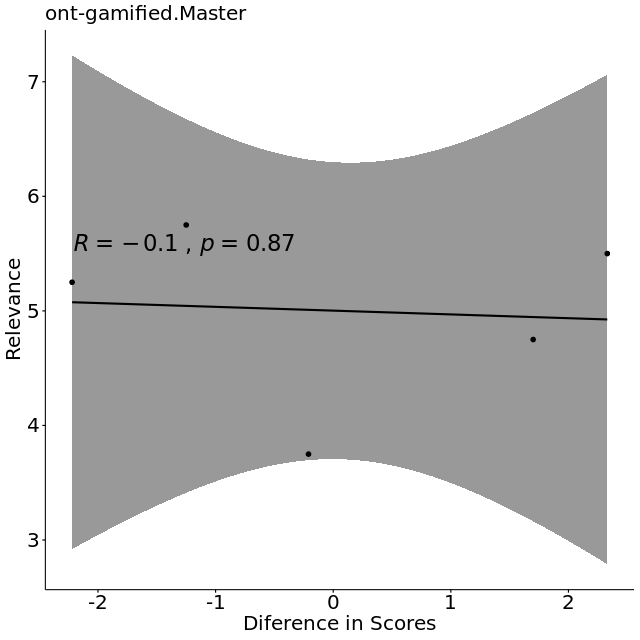 ont-gamified.Master
7
6
R = −0.1 , p = 0.87
5
4
3
Relevance
-2 -1 0 1 2
Diference in Scores